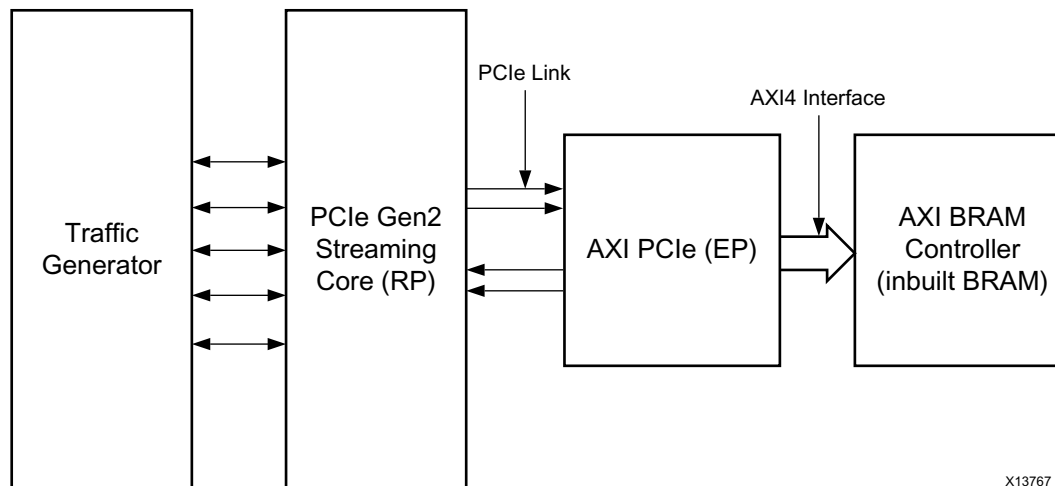 PCIe Link
AXI4 Interface
Traffic
Generator
PCIe Gen2
Streaming
Core (RP)
AXI PCIe (EP)
AXI BRAM
Controller
(inbuilt BRAM)
X13767